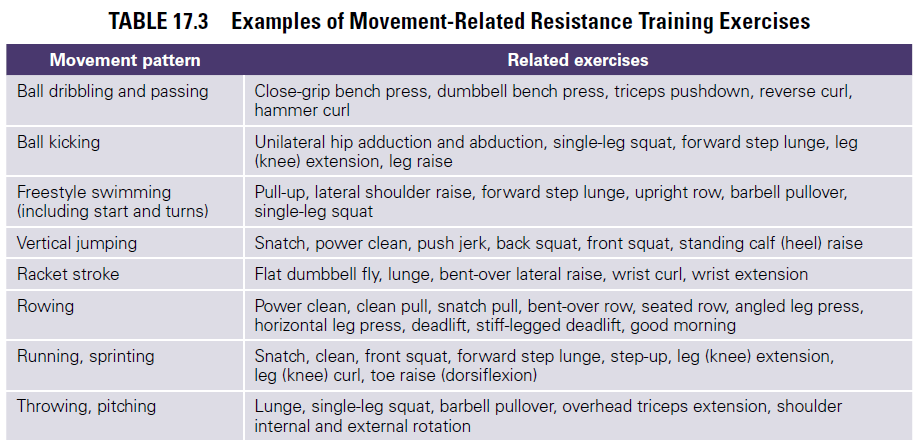 TABLE 17.3 Examples of Movement-Related Resistance Training Exercises
Movement pattern Related exercises
Ball dribbling and passing Close-grip bench press, dumbbell bench press, triceps pushdown, reverse curl,
hammer curl
Ball kicking Unilateral hip adduction and abduction, single-leg squat, forward step lunge, leg
(knee) extension, leg raise
Freestyle swimming Pull-up, lateral shoulder raise, forward step lunge, upright row, barbell pullover,
(including start and turns) single-leg squat
Vertical jumping Snatch, power clean, push jerk, back squat, front squat, standing calf (heel) raise
Racket stroke Flat dumbbell fly, lunge, bent-over lateral raise, wrist curl, wrist extension
Rowing Power clean, clean pull, snatch pull, bent-over row, seated row, angled leg press,
horizontal leg press, deadlift, stiff-legged deadlift, good morning
Running, sprinting Snatch, clean, front squat, forward step lunge, step-up, leg (knee) extension,
leg (knee) curl, toe raise (dorsiflexion)
Throwing, pitching Lunge, single-leg squat, barbell pullover, overhead triceps extension, shoulder
internal and external rotation